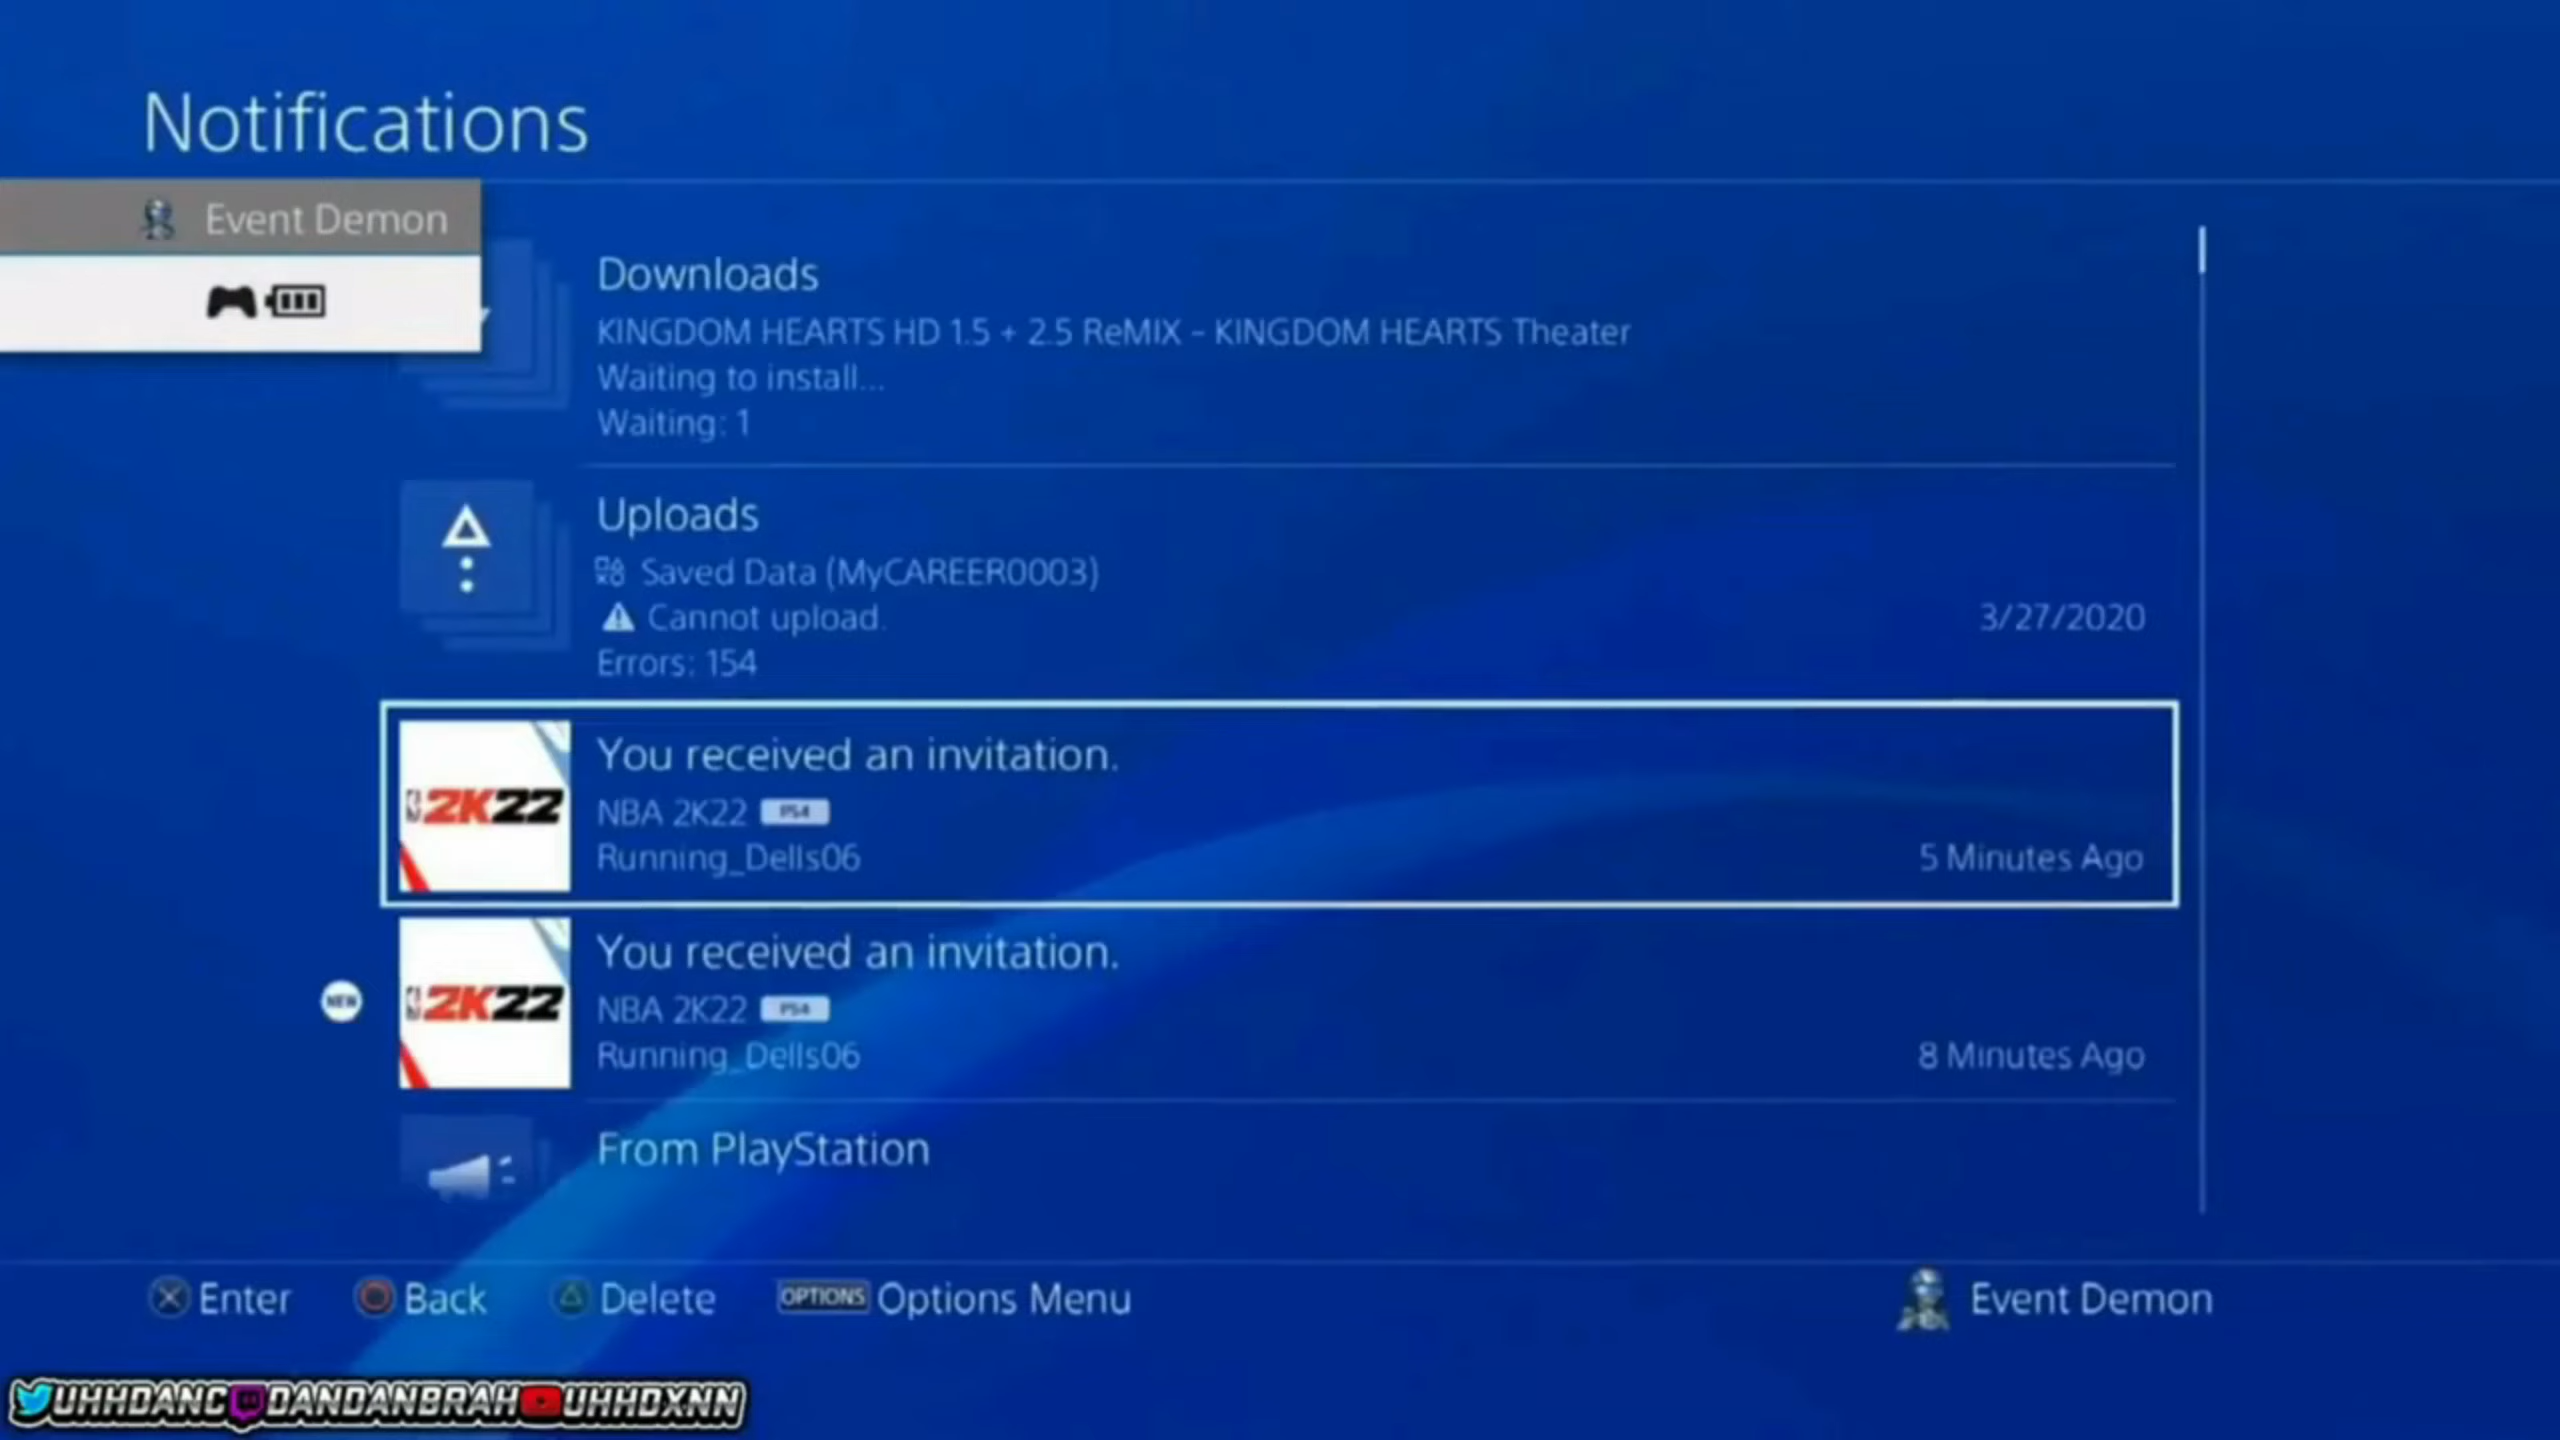 Notifications
Event Demon
Downloads
KINGDOM HEARTS HD 1.5 + 2.5 ReMIX - KINGDOM HEARTS Theater
Waiting to install...
Waiting: 1
Uploads
Saved Data (MyCAREER0003)
Cannot upload.
3/27/2020
Errors: 154
2K22
You received an invitation.
NBA 2K22 PS4
Running_Dells06
5 Minutes Ago
NEW
2K22
You received an invitation.
NBA 2K22 PS4
Running_Dells06
8 Minutes Ago
From PlayStation
Enter Back Delete OPTIONS Options Menu
Event Demon
UHHDANC DANDANBRAH UHHDXNN